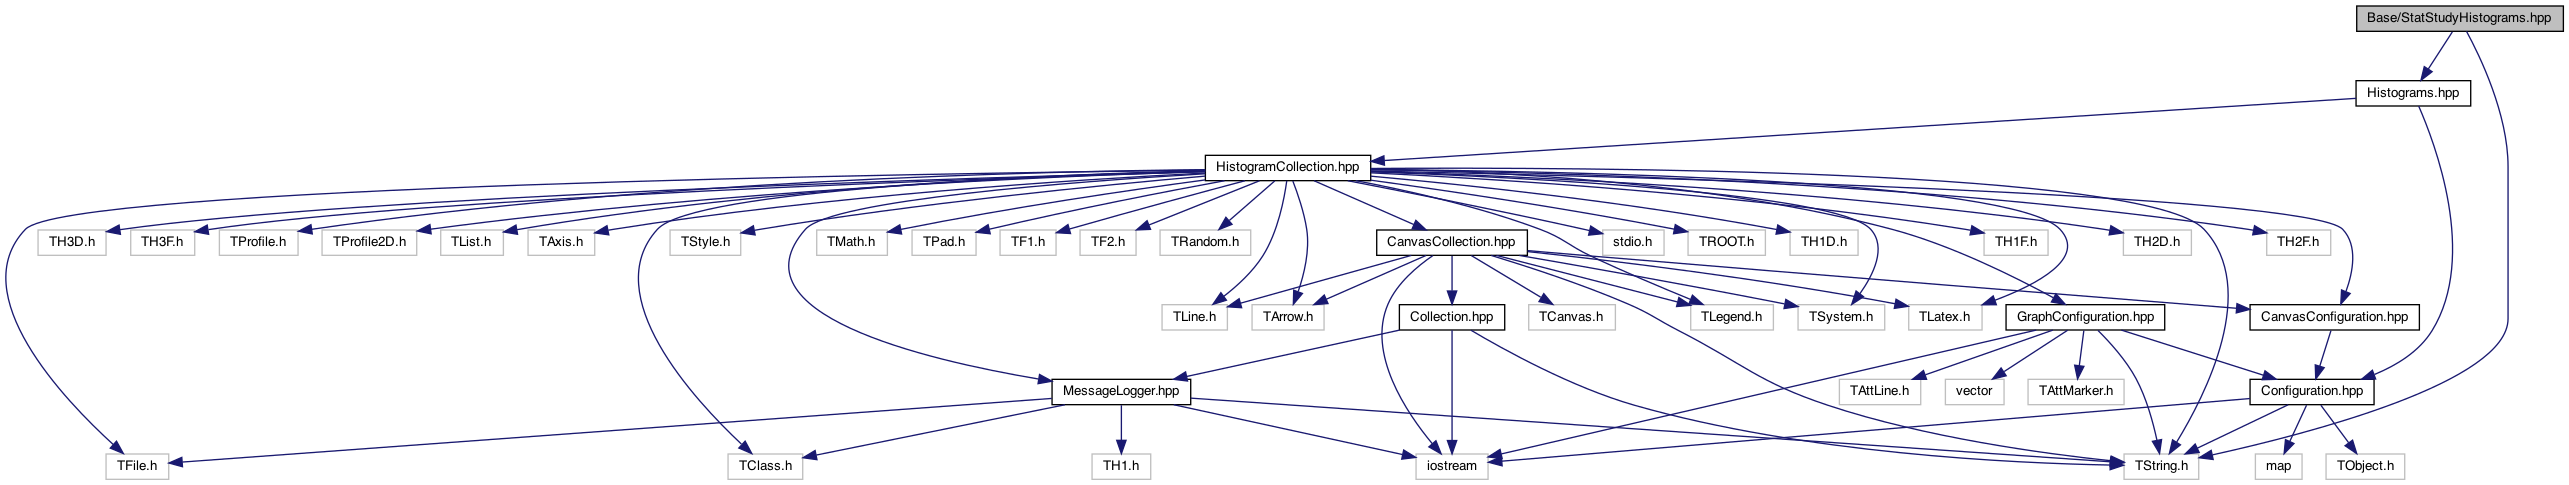 Base/StatStudyHistograms.hpp
Histograms.hpp
HistogramCollection.hpp
TH3D.h
TH3F.h
TProfile.h
TProfile2D.h
TList.h
TAxis.h
TStyle.h
TMath.h
TPad.h
TF1.h
TF2.h
TRandom.h
CanvasCollection.hpp
stdio.h
TROOT.h
TH1D.h
TH1F.h
TH2D.h
TH2F.h
TLine.h
TArrow.h
Collection.hpp
TCanvas.h
TLegend.h
TSystem.h
TLatex.h
GraphConfiguration.hpp
CanvasConfiguration.hpp
MessageLogger.hpp
TAttLine.h
vector
TAttMarker.h
Configuration.hpp
TFile.h
TClass.h
TH1.h
iostream
TString.h
map
TObject.h